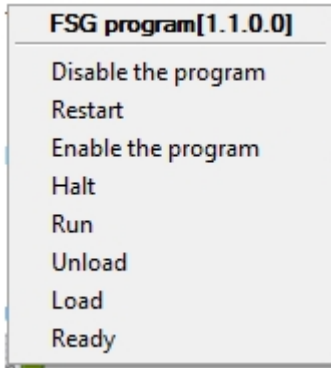 FSG program[1.1.0.0]
Disable the program
Restart
Enable the program
Halt
Run
Unload
Load
Ready